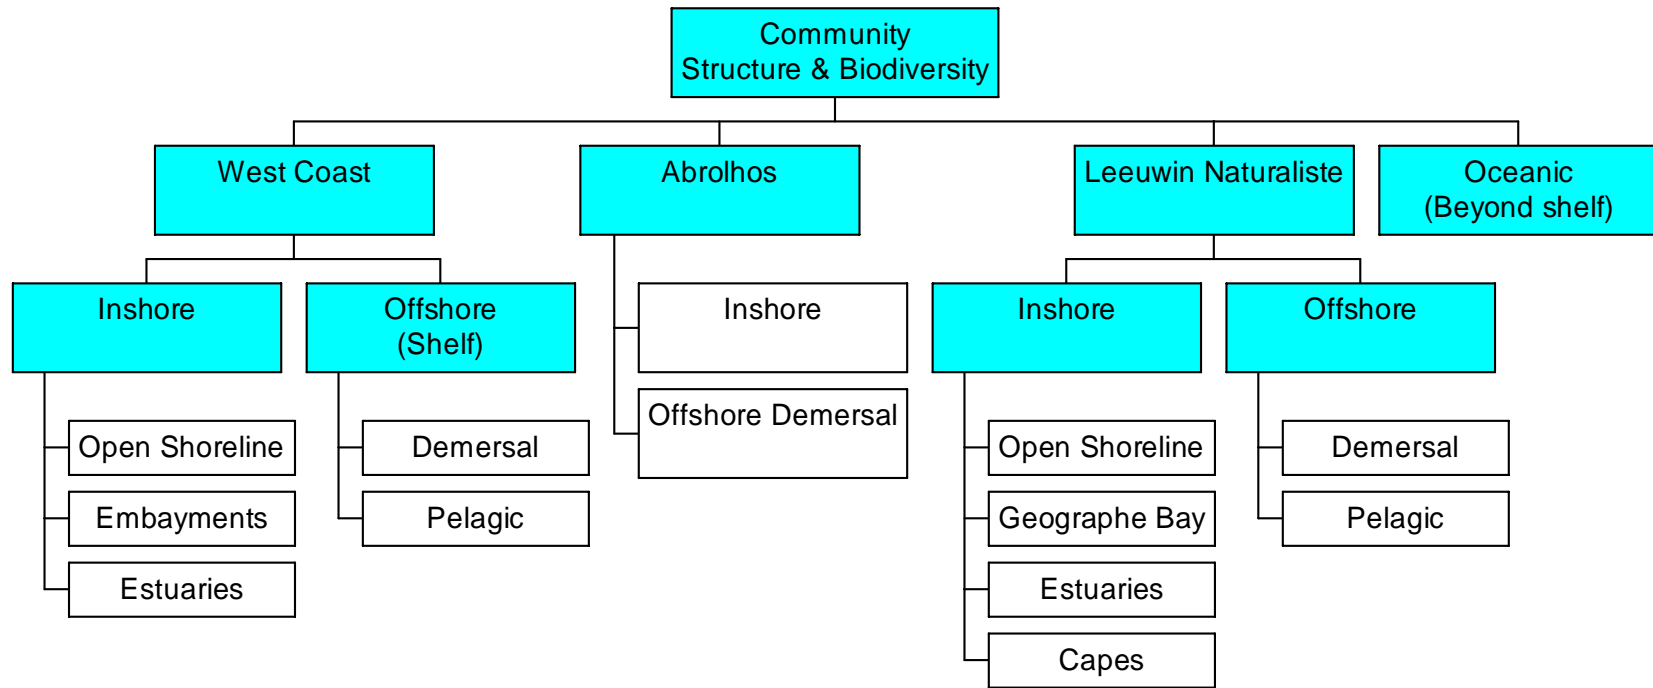 Community
Structure & Biodiversity
West Coast
Abrolhos
Leeuwin Naturaliste
Oceanic
(Beyond shelf)
Inshore
Offshore
(Shelf)
Inshore
Inshore
Offshore
Offshore Demersal
Open Shoreline
Embayments
Estuaries
Demersal
Pelagic
Open Shoreline
Geographe Bay
Estuaries
Capes
Demersal
Pelagic